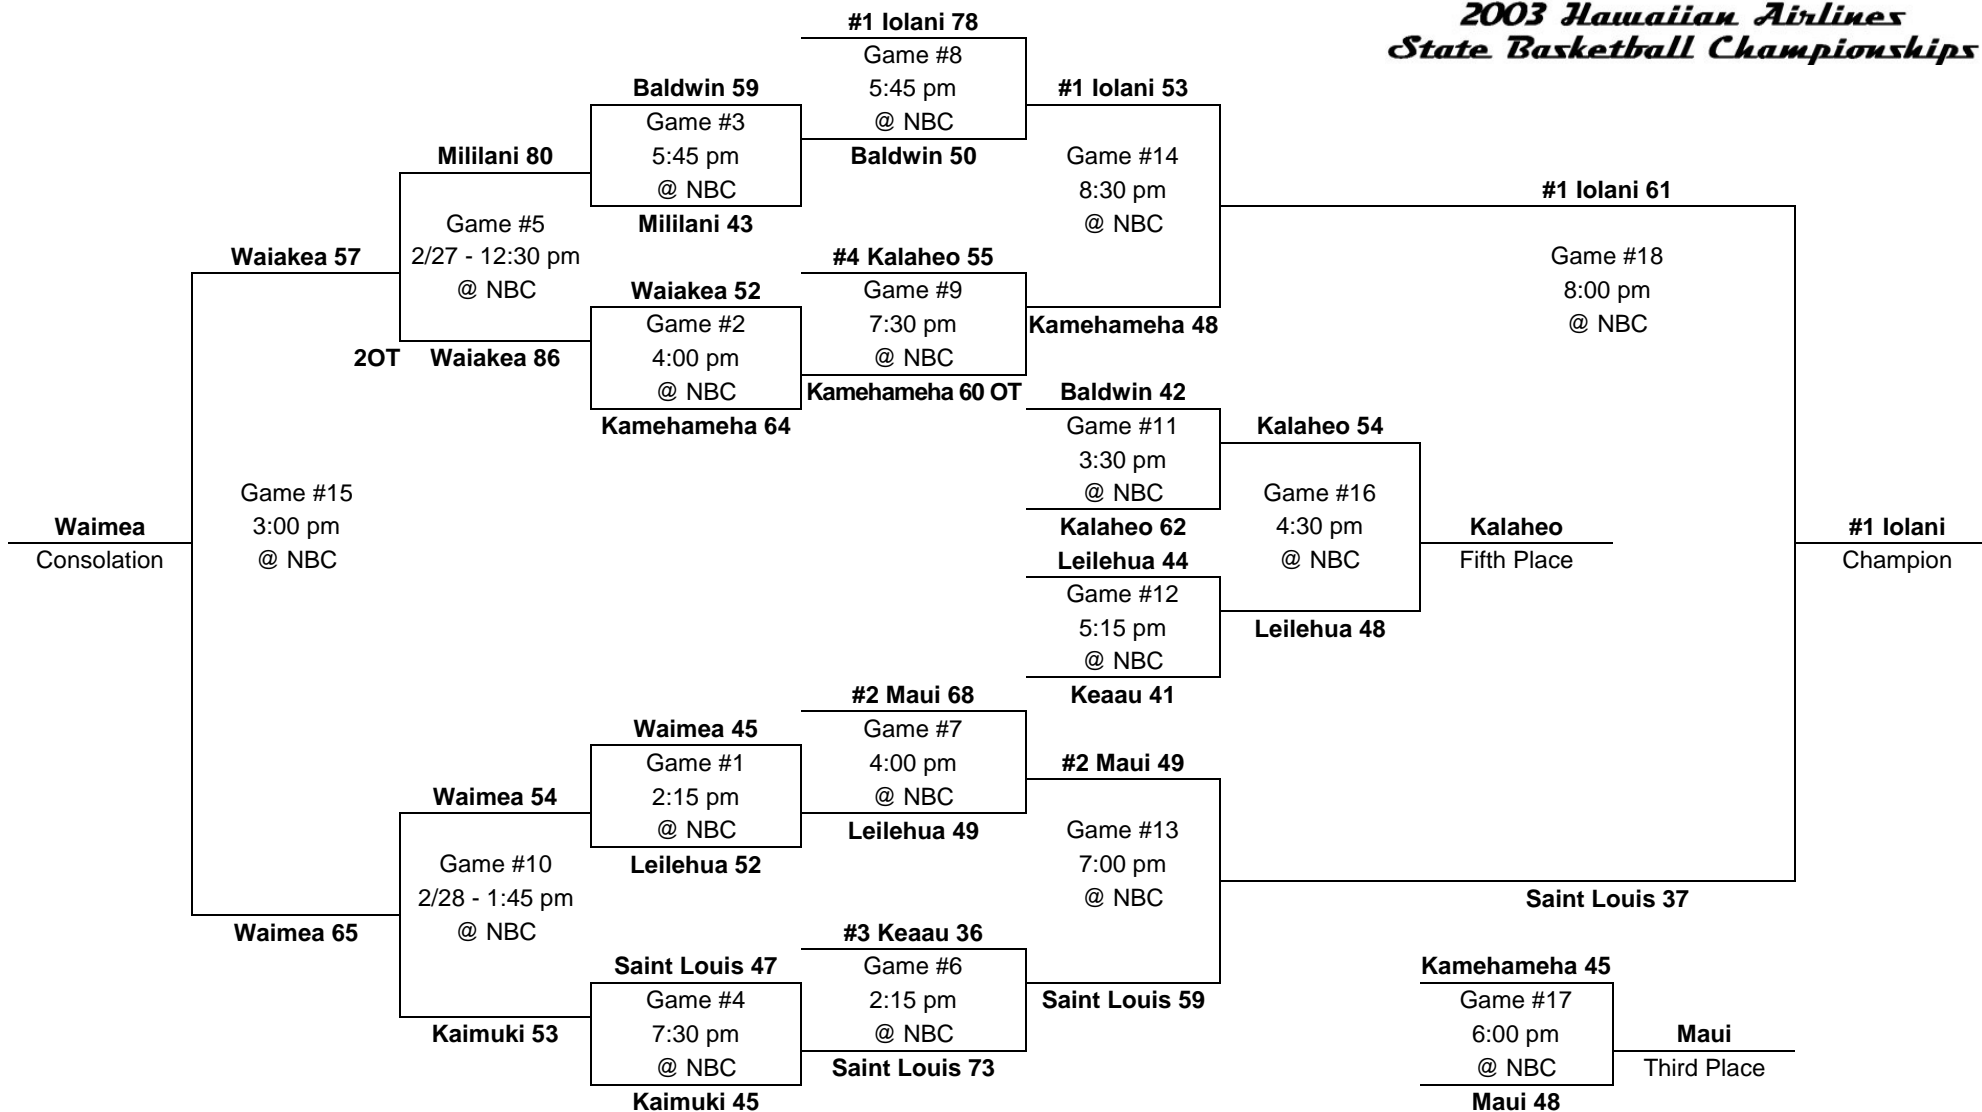 2003 Hawaiian Airlines
State Basketball Championships
#1 Iolani 78
Game #8
5:45 pm
@ NBC
Baldwin 50
Baldwin 59
Game #3
5:45 pm
@ NBC
Mililani 43
#1 Iolani 53
Game #14
8:30 pm
@ NBC
Kamehameha 48
Mililani 80
Game #5
2/27 - 12:30 pm
@ NBC
2OT Waiakea 86
#1 Iolani 61
Game #18
8:00 pm
@ NBC
Saint Louis 37
Waiakea 57
Game #15
3:00 pm
@ NBC
Waimea 65
#4 Kalaheo 55
Game #9
7:30 pm
@ NBC
Kamehameha 60 OT
Waiakea 52
Game #2
4:00 pm
@ NBC
Kamehameha 64
Baldwin 42
Game #11
3:30 pm
@ NBC
Kalaheo 62
Kalaheo 54
Game #16
4:30 pm
@ NBC
Leilehua 48
Waimea
Consolation
Kalaheo
Fifth Place
#1 Iolani
Champion
Leilehua 44
Game #12
5:15 pm
@ NBC
Keaau 41
#2 Maui 68
Game #7
4:00 pm
@ NBC
Leilehua 49
Waimea 45
Game #1
2:15 pm
@ NBC
Leilehua 52
#2 Maui 49
Game #13
7:00 pm
@ NBC
Saint Louis 59
Waimea 54
Game #10
2/28 - 1:45 pm
@ NBC
Kaimuki 53
#3 Keaau 36
Game #6
2:15 pm
@ NBC
Saint Louis 73
Saint Louis 47
Game #4
7:30 pm
@ NBC
Kaimuki 45
Kamehameha 45
Game #17
6:00 pm
@ NBC
Maui 48
Maui
Third Place